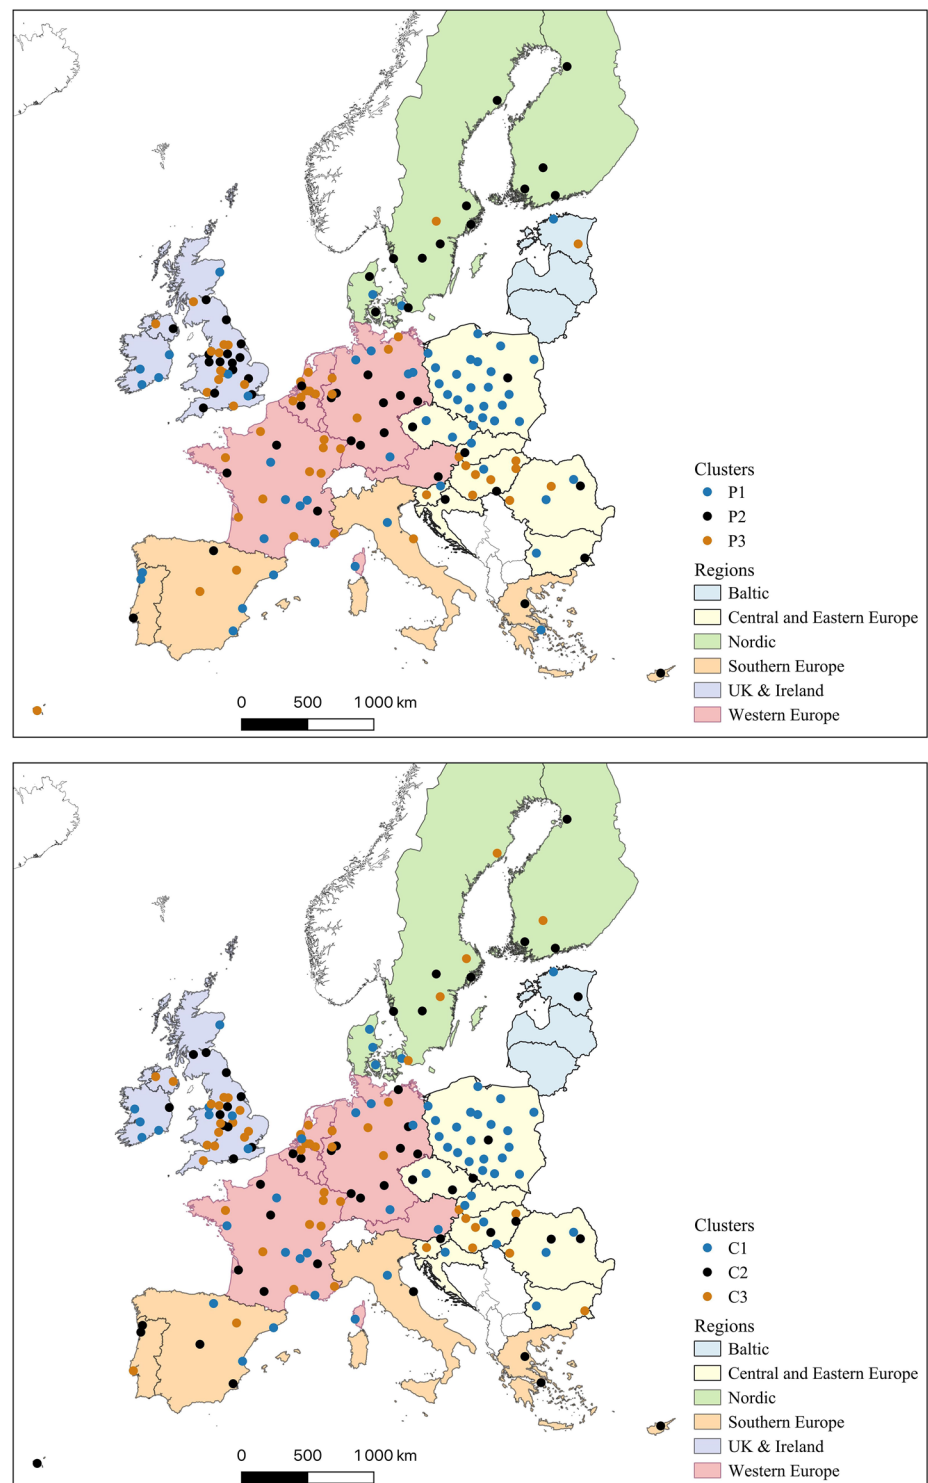 Clusters
P1
P2
P3
Regions
Baltic
Central and Eastern Europe
Nordic
Southern Europe
UK & Ireland
Western Europe
0 500 1 000 km
Clusters
C1
C2
C3
Regions
Baltic
Central and Eastern Europe
Nordic
Southern Europe
UK & Ireland
Western Europe
0 500 1 000 km